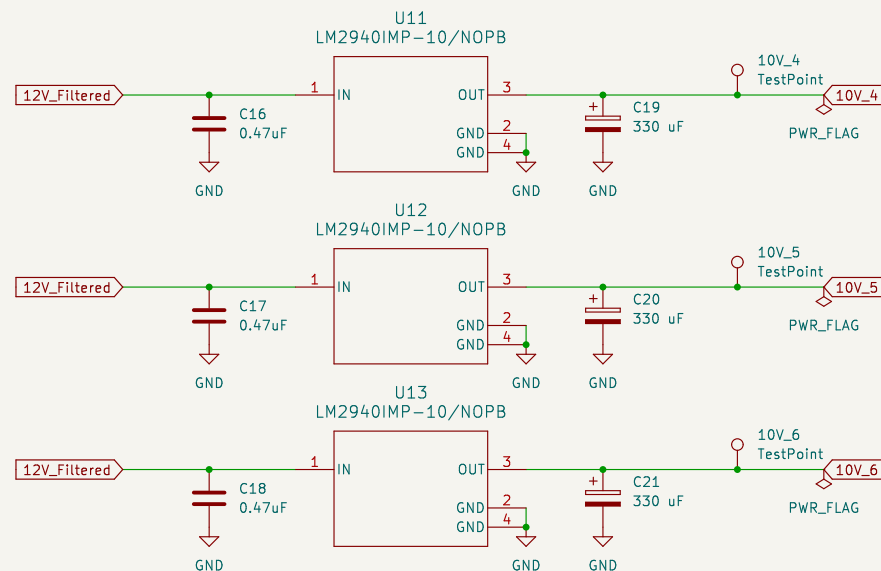 U11
LM2940IMP-10/NOPB
12V_Filtered
1
IN
OUT
3
GND
2
GND
4
C16
0.47uF
GND
GND
+
C19
330 uF
GND
10V_4
TestPoint
10V_4
PWR_FLAG
U12
LM2940IMP-10/NOPB
12V_Filtered
1
IN
OUT
3
GND
2
GND
4
C17
0.47uF
GND
GND
+
C20
330 uF
GND
10V_5
TestPoint
10V_5
PWR_FLAG
U13
LM2940IMP-10/NOPB
12V_Filtered
1
IN
OUT
3
GND
2
GND
4
C18
0.47uF
GND
GND
+
C21
330 uF
GND
10V_6
TestPoint
10V_6
PWR_FLAG